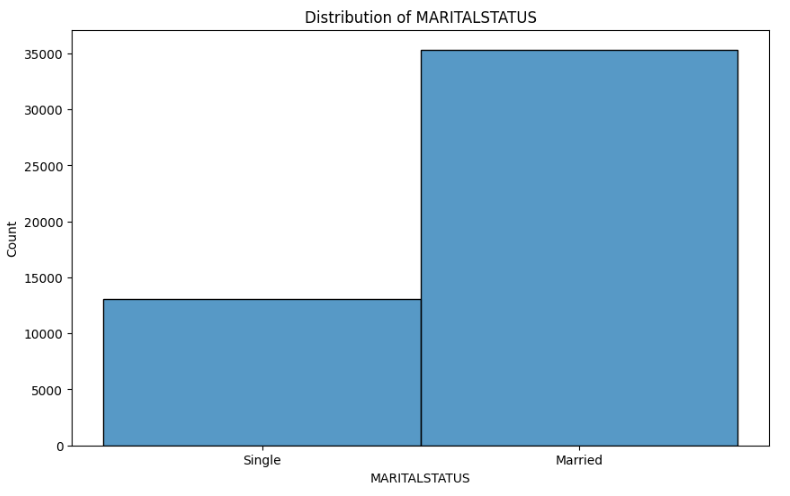 Distribution of MARITALSTATUS
35000
30000
25000
20000
15000
10000
5000
0
Count
Single Married
MARITALSTATUS